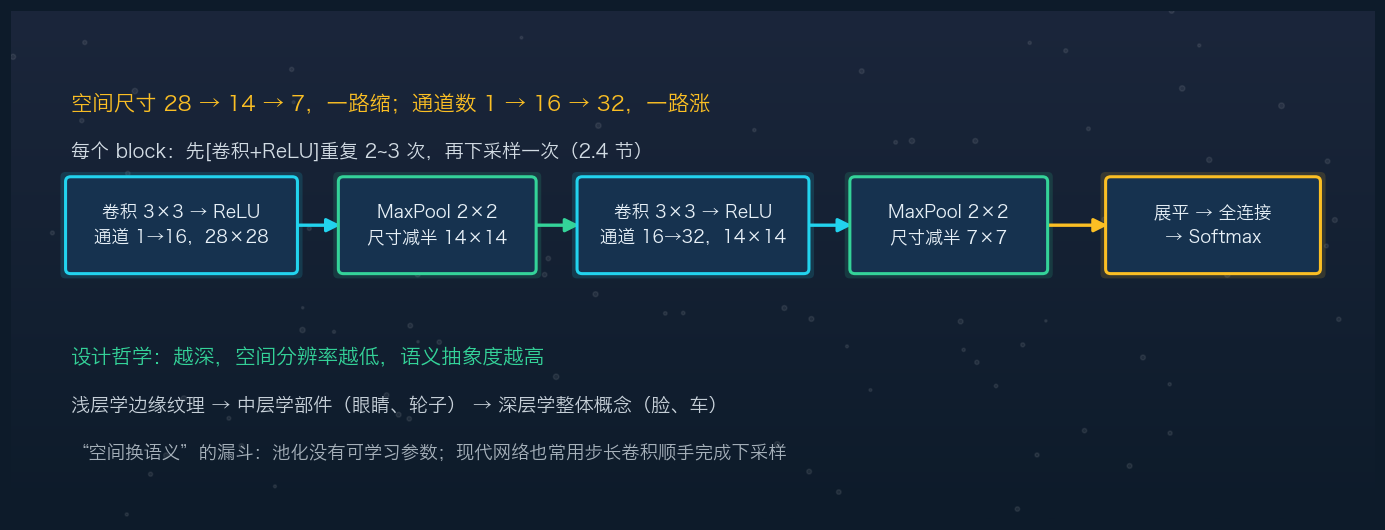 空间尺寸 28 → 14 → 7，一路缩；通道数 1 → 16 → 32，一路涨
每个 block：先[卷积+ReLU]重复 2~3 次，再下采样一次（2.4 节）
卷积 3×3 → ReLU
通道 1→16，28×28
MaxPool 2×2
尺寸减半 14×14
卷积 3×3 → ReLU
通道 16→32，14×14
MaxPool 2×2
尺寸减半 7×7
展平 → 全连接
→ Softmax
设计哲学：越深，空间分辨率越低，语义抽象度越高
浅层学边缘纹理 → 中层学部件（眼睛、轮子） → 深层学整体概念（脸、车）
“空间换语义”的漏斗：池化没有可学习参数；现代网络也常用步长卷积顺手完成下采样